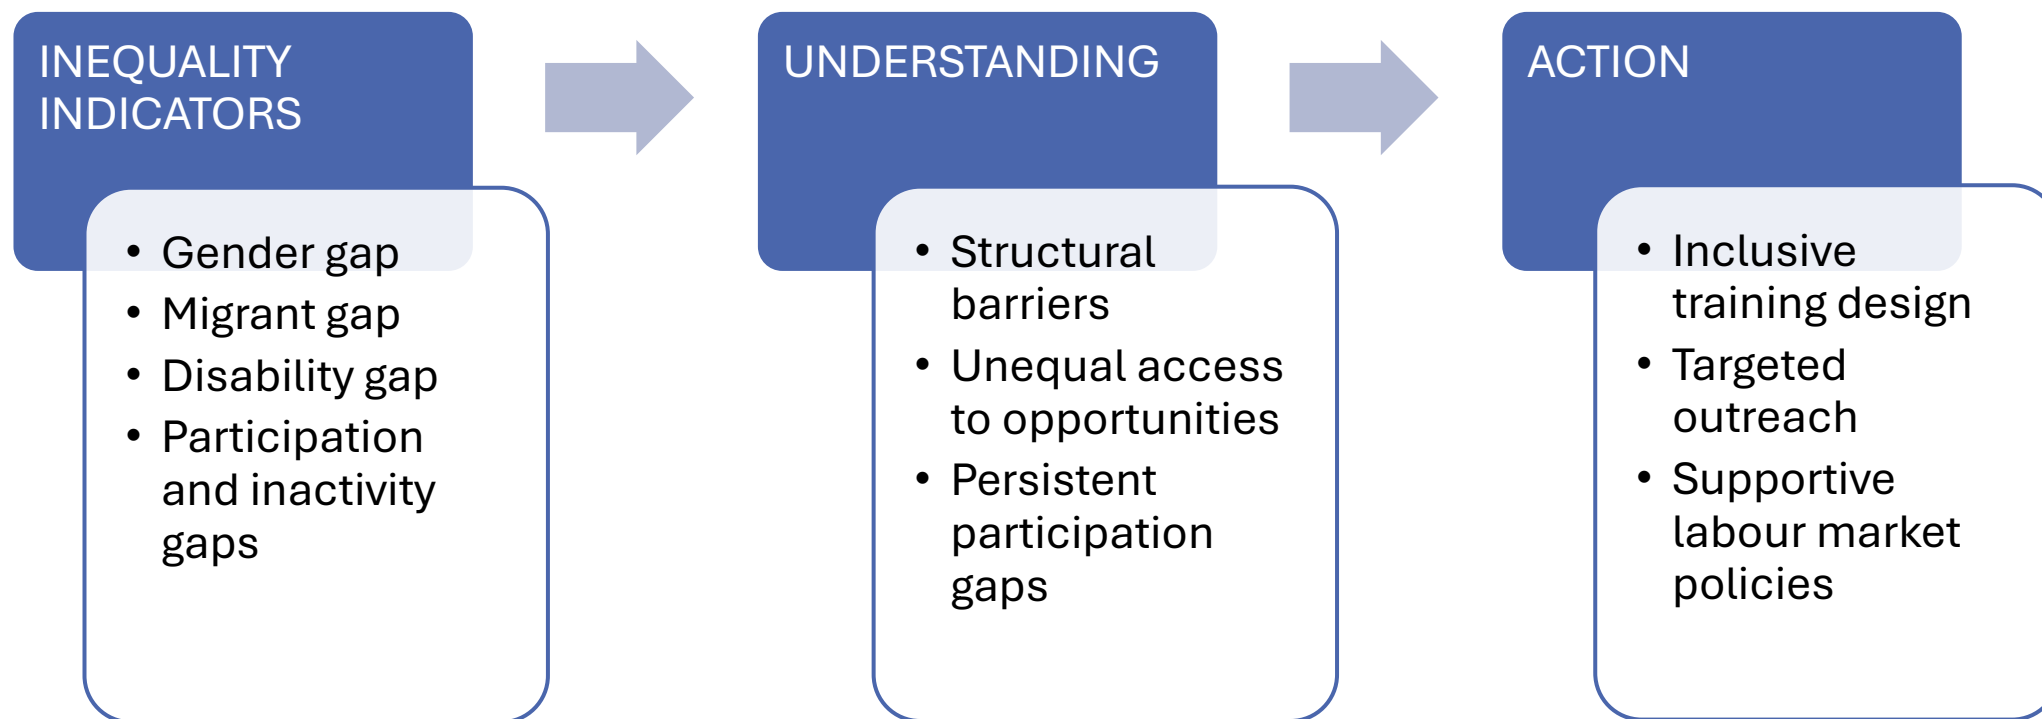 INEQUALITY
INDICATORS
• Gender gap
• Migrant gap
• Disability gap
• Participation
and inactivity
gaps
UNDERSTANDING
• Structural
barriers
• Unequal access
to opportunities
• Persistent
participation
gaps
ACTION
• Inclusive
training design
• Targeted
outreach
• Supportive
labour market
policies